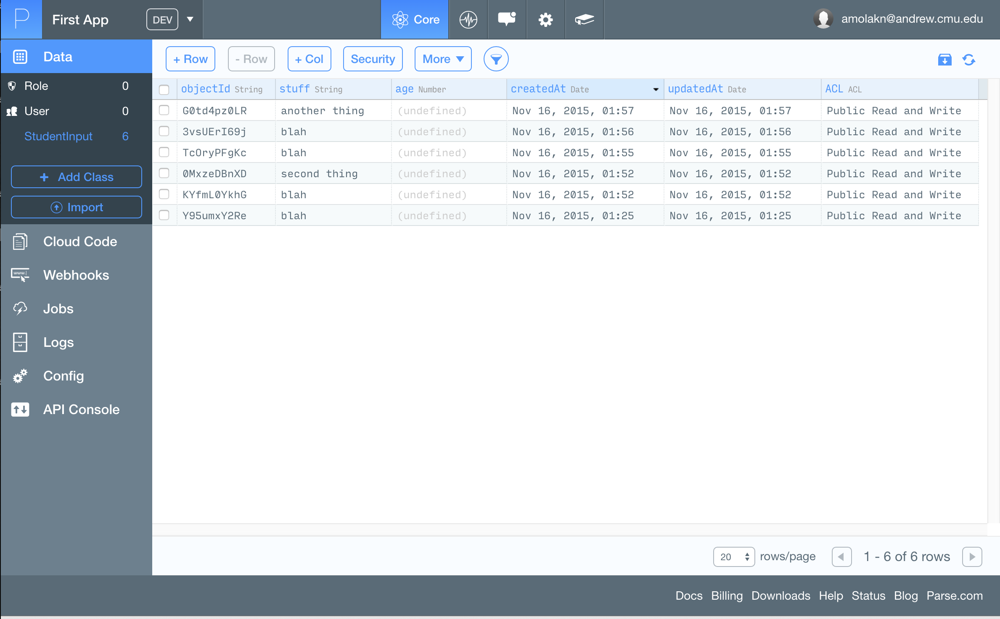 P First App DEV Core amolakn@andrew.cmu.edu
Data
+ Row - Row + Col Security More
Role 0
User 0
StudentInput 6
+ Add Class
Import
objectId String stuff String age Number createdAt Date updatedAt Date ACL ACL
G0td4pz0LR another thing (undefined) Nov 16, 2015, 01:57 Nov 16, 2015, 01:57 Public Read and Write
3vsUErI69j blah (undefined) Nov 16, 2015, 01:56 Nov 16, 2015, 01:56 Public Read and Write
TcOryPFgKc blah (undefined) Nov 16, 2015, 01:55 Nov 16, 2015, 01:55 Public Read and Write
0MxzeDBnXD second thing (undefined) Nov 16, 2015, 01:52 Nov 16, 2015, 01:52 Public Read and Write
KYfmL0YkhG blah (undefined) Nov 16, 2015, 01:52 Nov 16, 2015, 01:52 Public Read and Write
Y95umxY2Re blah (undefined) Nov 16, 2015, 01:25 Nov 16, 2015, 01:25 Public Read and Write
Cloud Code
www.
Webhooks
Jobs
Logs
Config
API Console
20 rows/page 1 - 6 of 6 rows
Docs Billing Downloads Help Status Blog Parse.com